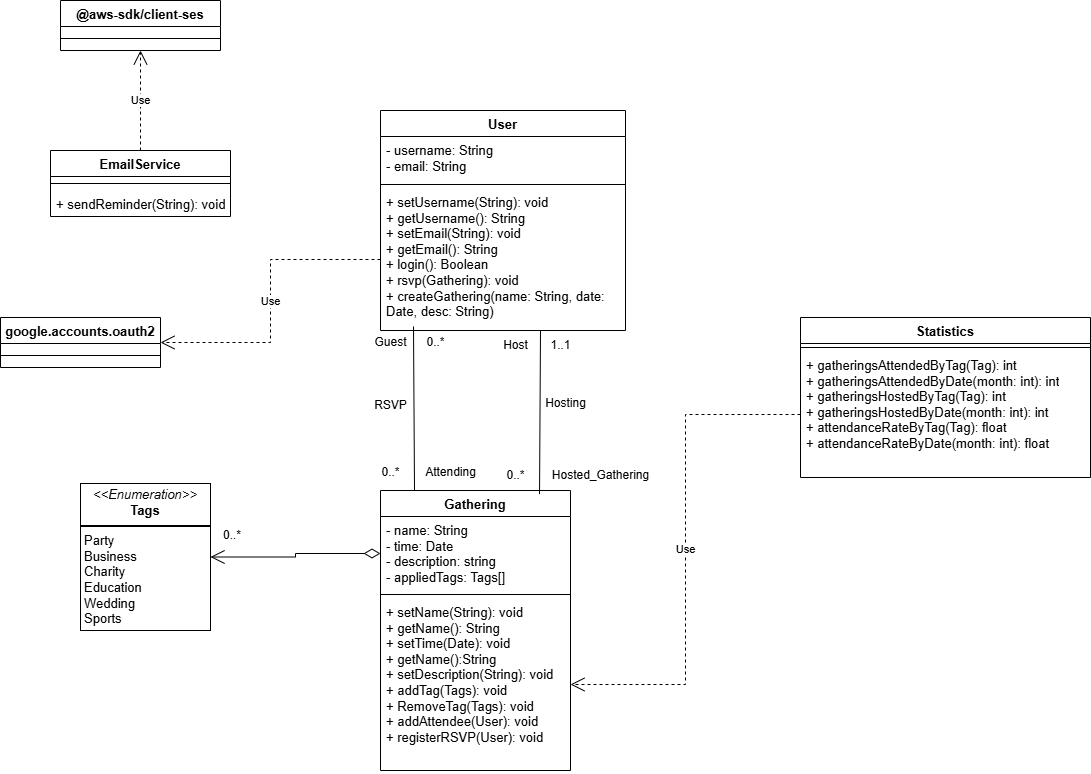 @aws-sdk/client-ses
Use
EmailService
+ sendReminder(String): void
User
- username: String
- email: String
+ setUsername(String): void
+ getUsername(): String
+ setEmail(String): void
+ getEmail(): String
+ login(): Boolean
+ rsvp(Gathering): void
+ createGathering(name: String, date:
Date, desc: String)
Use
google.accounts.oauth2
Guest
0..*
Host
1..1
RSVP
Hosting
0..*
Attending
0..*
Hosted_Gathering
Statistics
+ gatheringsAttendedByTag(Tag): int
+ gatheringsAttendedByDate(month: int): int
+ gatheringsHostedByTag(Tag): int
+ gatheringsHostedByDate(month: int): int
+ attendanceRateByTag(Tag): float
+ attendanceRateByDate(month: int): float
Use
<<Enumeration>>
Tags
Party
Business
Charity
Education
Wedding
Sports
0..*
Gathering
- name: String
- time: Date
- description: string
- appliedTags: Tags[]
+ setName(String): void
+ getName(): String
+ setTime(Date): void
+ getName():String
+ setDescription(String): void
+ addTag(Tags): void
+ RemoveTag(Tags): void
+ addAttendee(User): void
+ registerRSVP(User): void